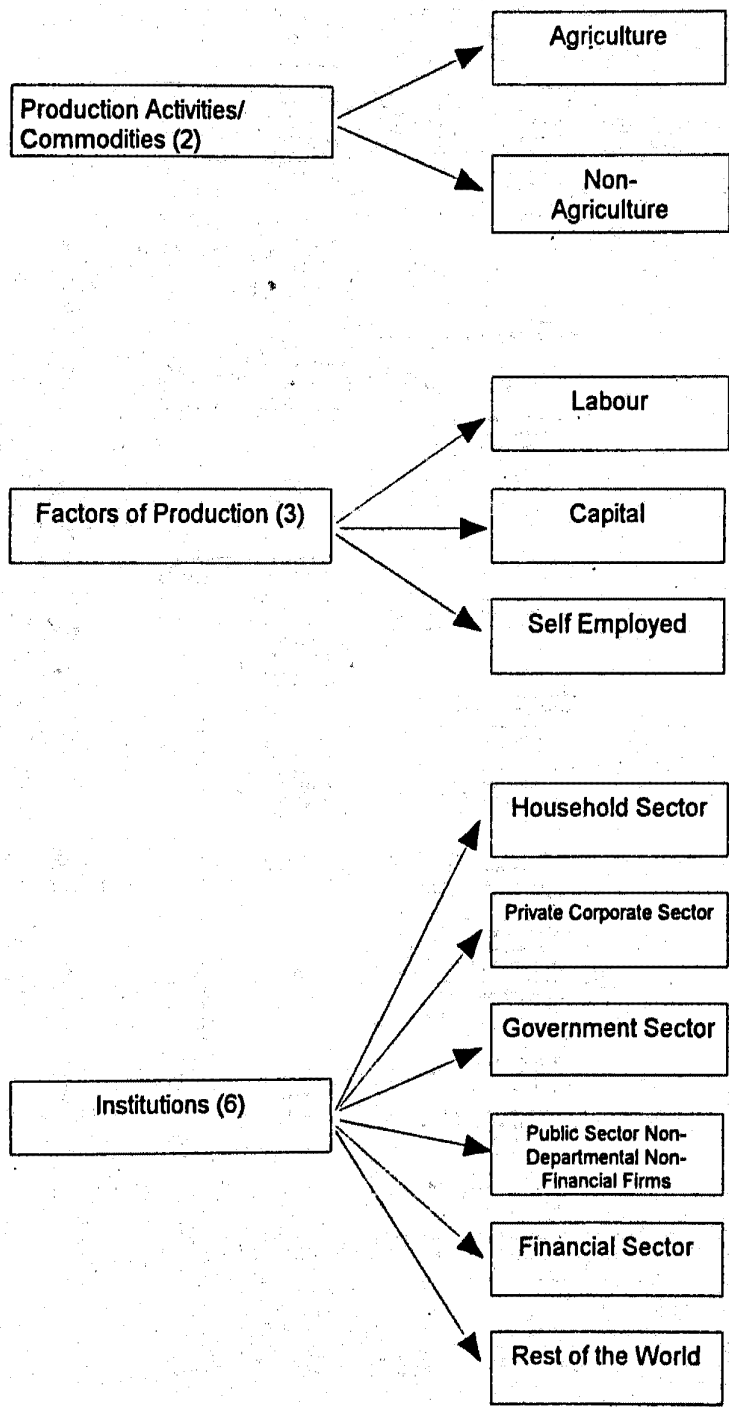 Agriculture
Production Activities/
Commodities (2)
Non-
Agriculture
Labour
Factors of Production (3)
Capital
Self Employed
Household Sector
Private Corporate Sector
Government Sector
Institutions (6)
Public Sector Non-
Departmental Non-
Financial Firms
Financial Sector
Rest of the World